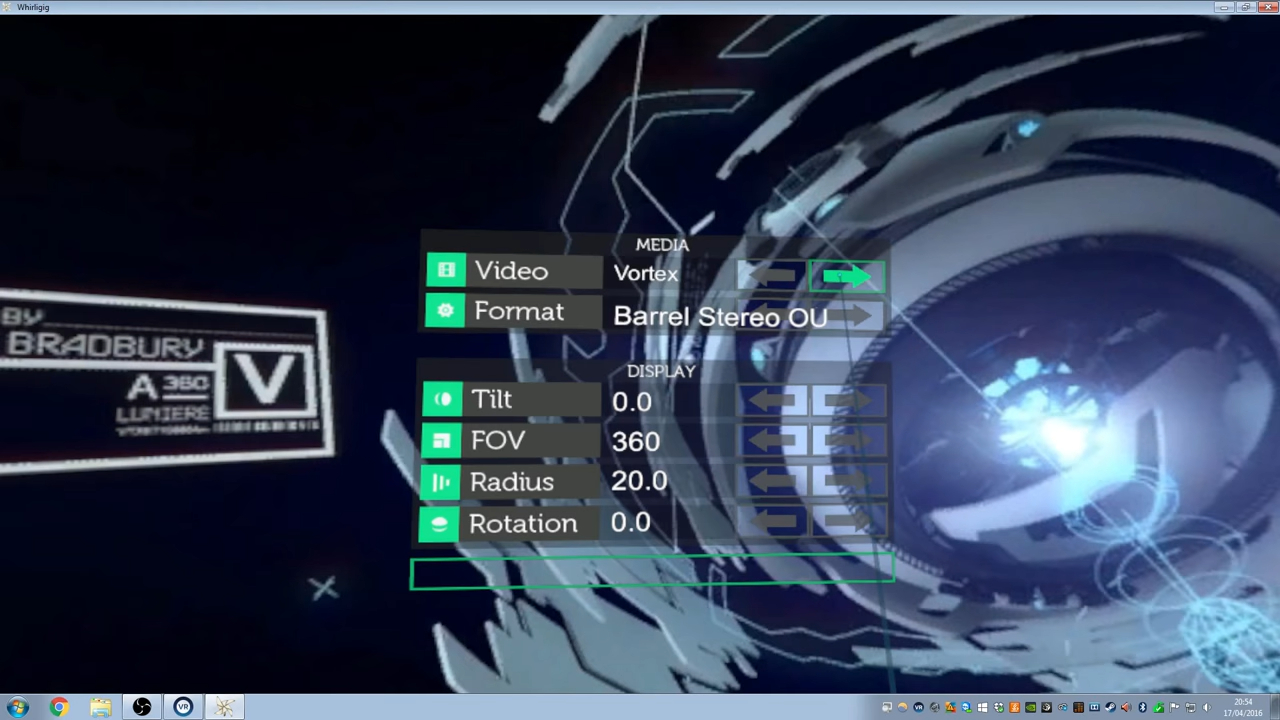 Whirligig
MEDIA
Video Vortex
Format Barrel Stereo OU
DISPLAY
Tilt 0.0
FOV 360
Radius 20.0
Rotation 0.0
BY
BRADBURY
A 360
LUMIERE
V
VR
20:54
17/04/2016